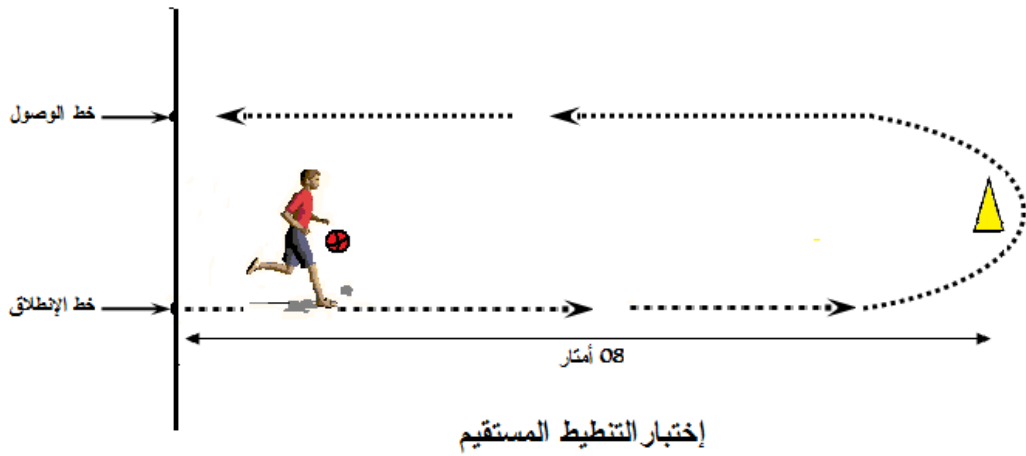 خط الوصول
خط الإنطلاق
08 أمتار
إختبار التنطيط المستقيم